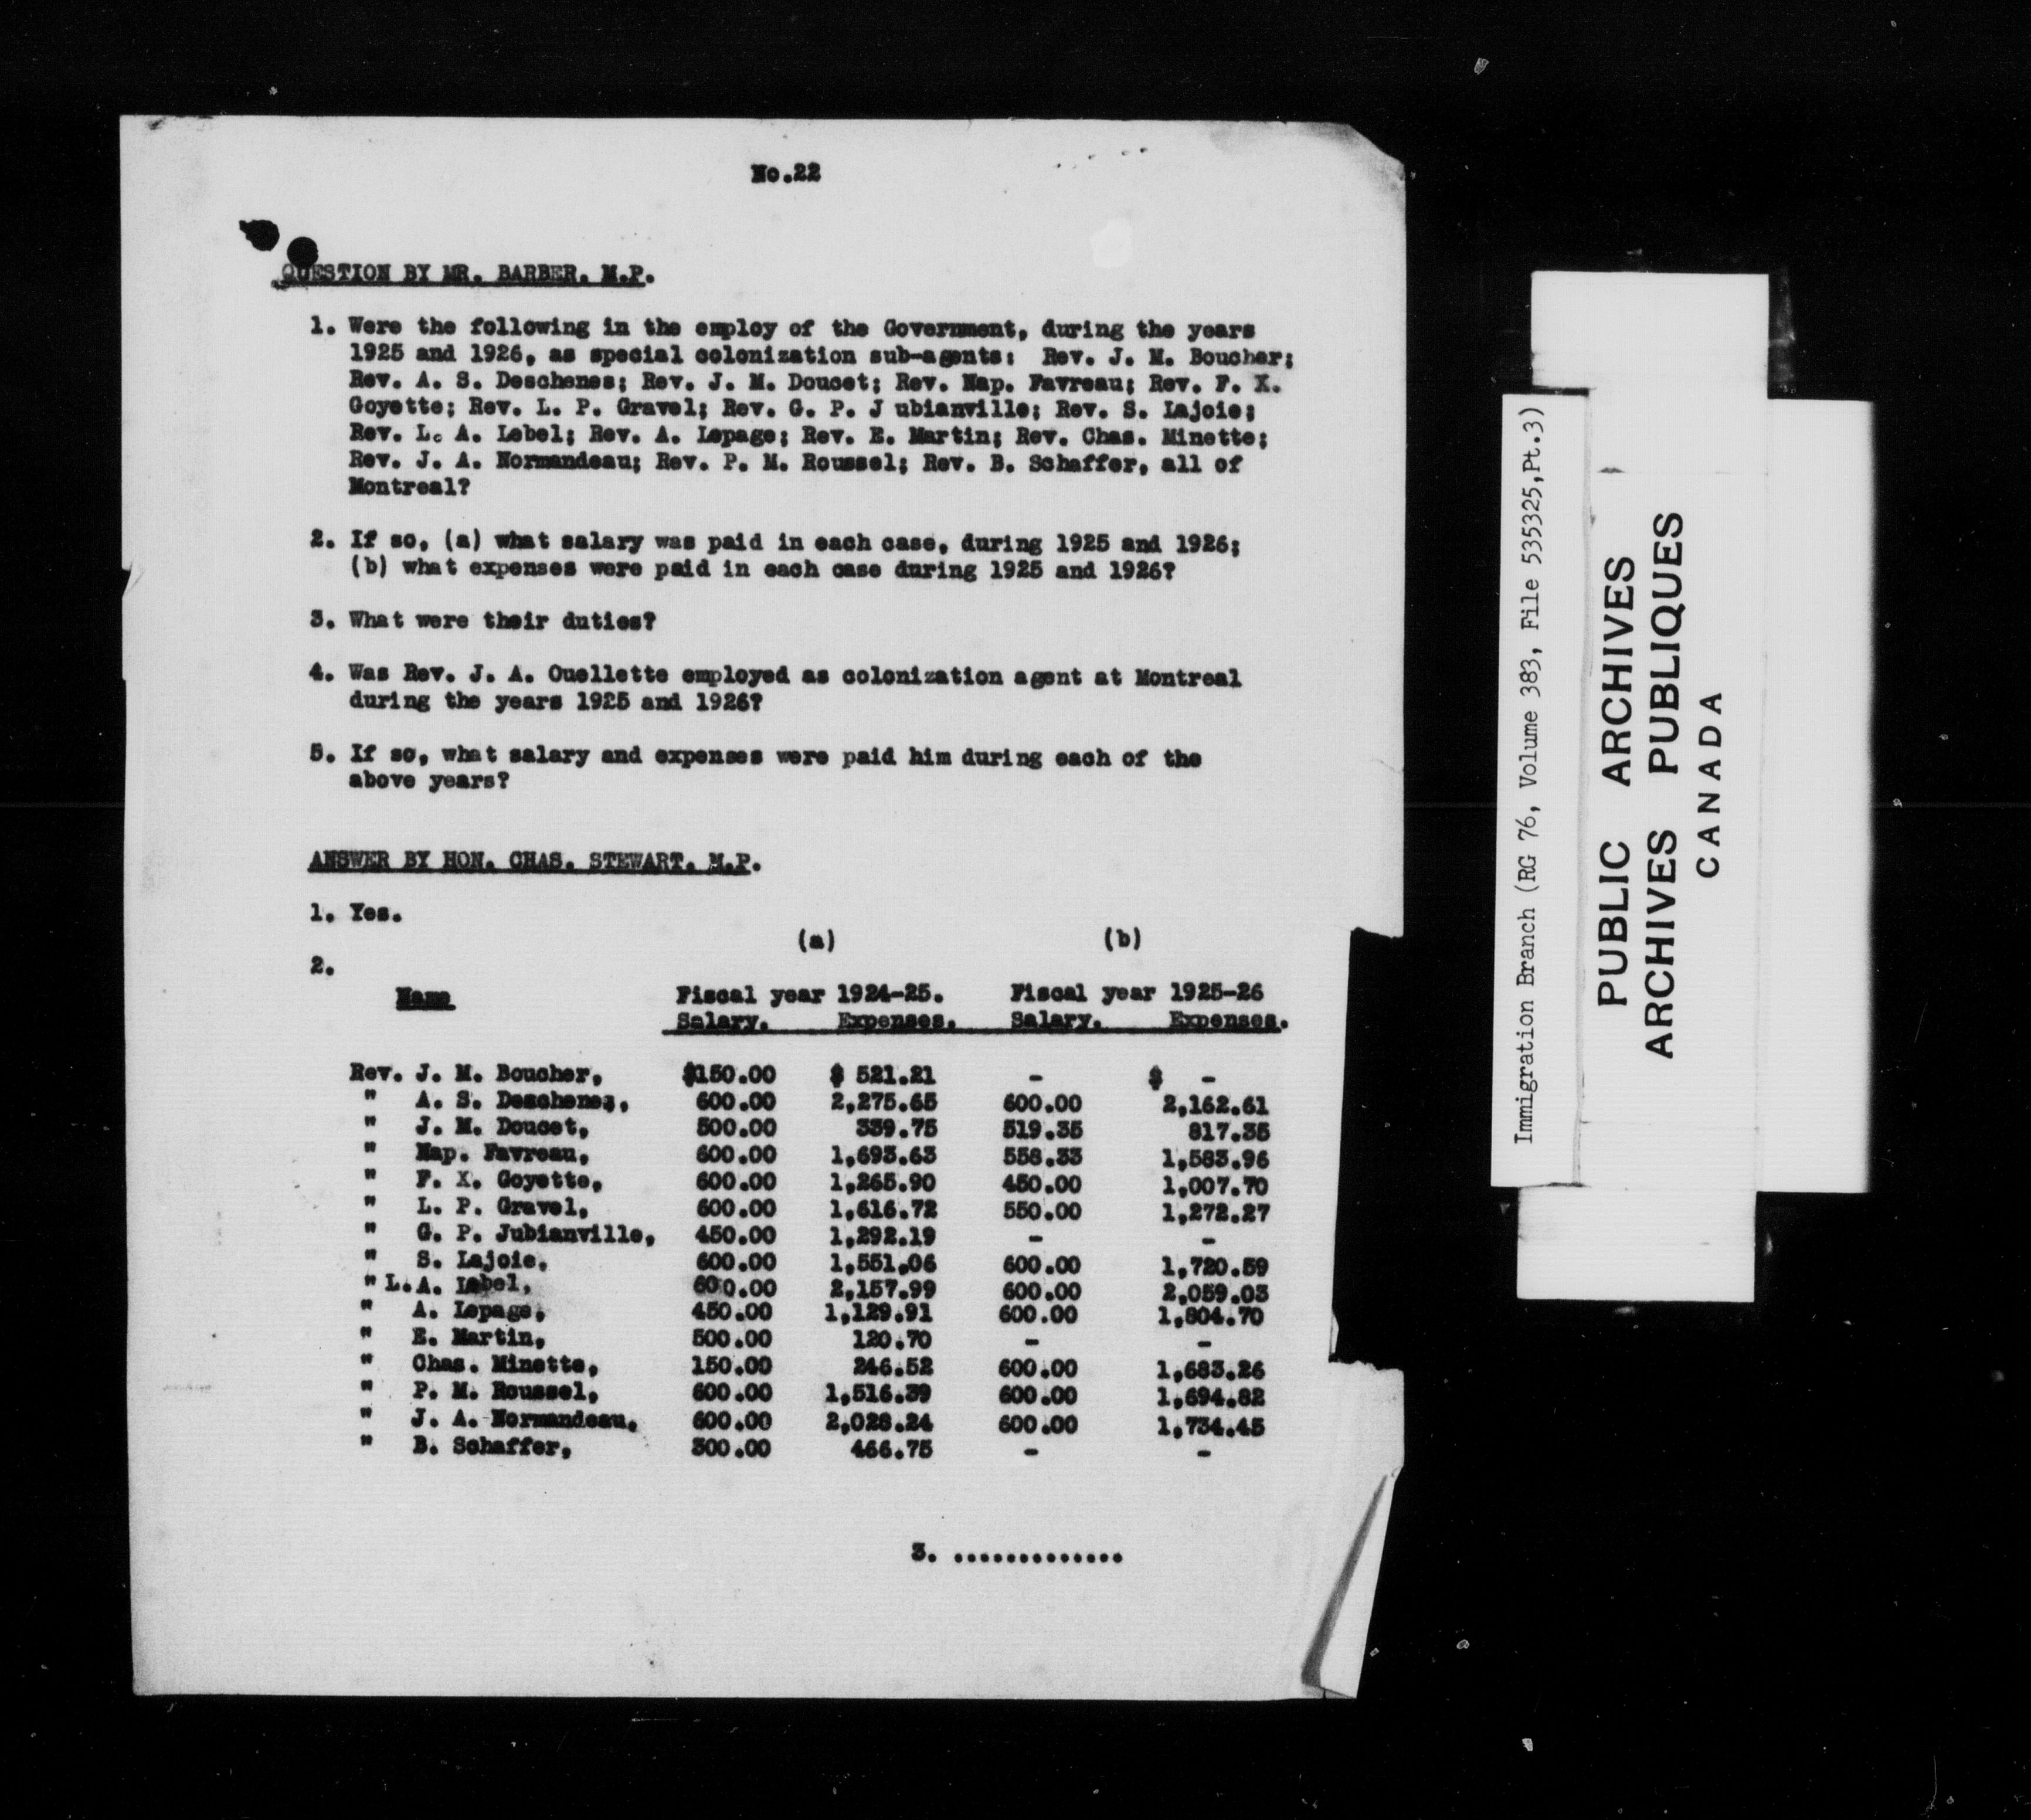 No.22
QUESTION BY MR. BARBER. M.P.
1. Were the following in the employ of the Government, during the years
1925 and 1926, as special colonization sub-agents: Rev. J. M. Boucher;
Rev. A. S. Deschenes; Rev. J. M. Doucet; Rev. Nap. Favreau; Rev. F. X.
Goyette; Rev. L. P. Gravel; Rev. G. P. J ubianville; Rev. S. Lajoie;
Rev. L. A. Lebel; Rev. A. Lepage; Rev. E. Martin; Rev. Chas. Minette;
Rev. J. A. Normandeau; Rev. P. M. Roussel; Rev. B. Schaffer, all of
Montreal?
2. If so, (a) what salary was paid in each case, during 1925 and 1926;
(b) what expenses were paid in each case during 1925 and 1926?
3. What were their duties?
4. Was Rev. J. A. Ouellette employed as colonization agent at Montreal
during the years 1925 and 1926?
5. If so, what salary and expenses were paid him during each of the
above years?
ANSWER BY HON. CHAS. STEWART. M.P.
1. Yes.
(a) (b)
2.
Name Fiscal year 1924-25. Fiscal year 1925-26
Salary. Expenses. Salary. Expenses.
Rev. J. M. Boucher, $150.00 $ 521.21 - $ -
" A. S. Deschenes, 600.00 2,275.65 600.00 2,162.61
" J. M. Doucet, 500.00 339.75 519.35 817.35
" Nap. Favreau, 600.00 1,693.63 558.33 1,583.96
" F. X. Goyette, 600.00 1,265.90 450.00 1,007.70
" L. P. Gravel, 600.00 1,616.72 550.00 1,272.27
" G. P. Jubianville, 450.00 1,292.19 - -
" S. Lajoie, 600.00 1,551.06 600.00 1,720.59
" L. A. Lebel, 600.00 2,157.99 600.00 2,059.03
" A. Lepage, 450.00 1,129.91 600.00 1,804.70
" E. Martin, 500.00 120.70 - -
" Chas. Minette, 150.00 246.52 600.00 1,683.26
" P. M. Roussel, 600.00 1,516.39 600.00 1,694.82
" J. A. Normandeau, 600.00 2,028.24 600.00 1,734.45
" B. Schaffer, 300.00 466.75 - -
3. .............
Immigration Branch (RG 76, Volume 383, File 535325,Pt.3)
PUBLIC ARCHIVES
ARCHIVES PUBLIQUES
CANADA